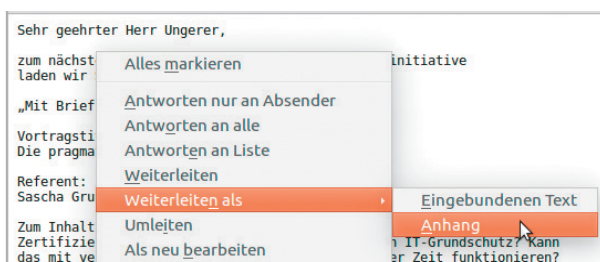 Sehr geehrter Herr Ungerer,
zum nächst
initiative
laden wir
„Mit Brief
Vortragsti
Die pragma
Referent:
Sascha Gru
Zum Inhalt
Zertifizie
n IT-Grundschutz? Kann
das mit ve
er Zeit funktionieren?
Alles markieren
Antworten nur an Absender
Antworten an alle
Antworten an Liste
Weiterleiten
Weiterleiten als
Umleiten
Als neu bearbeiten
Eingebundenen Text
Anhang